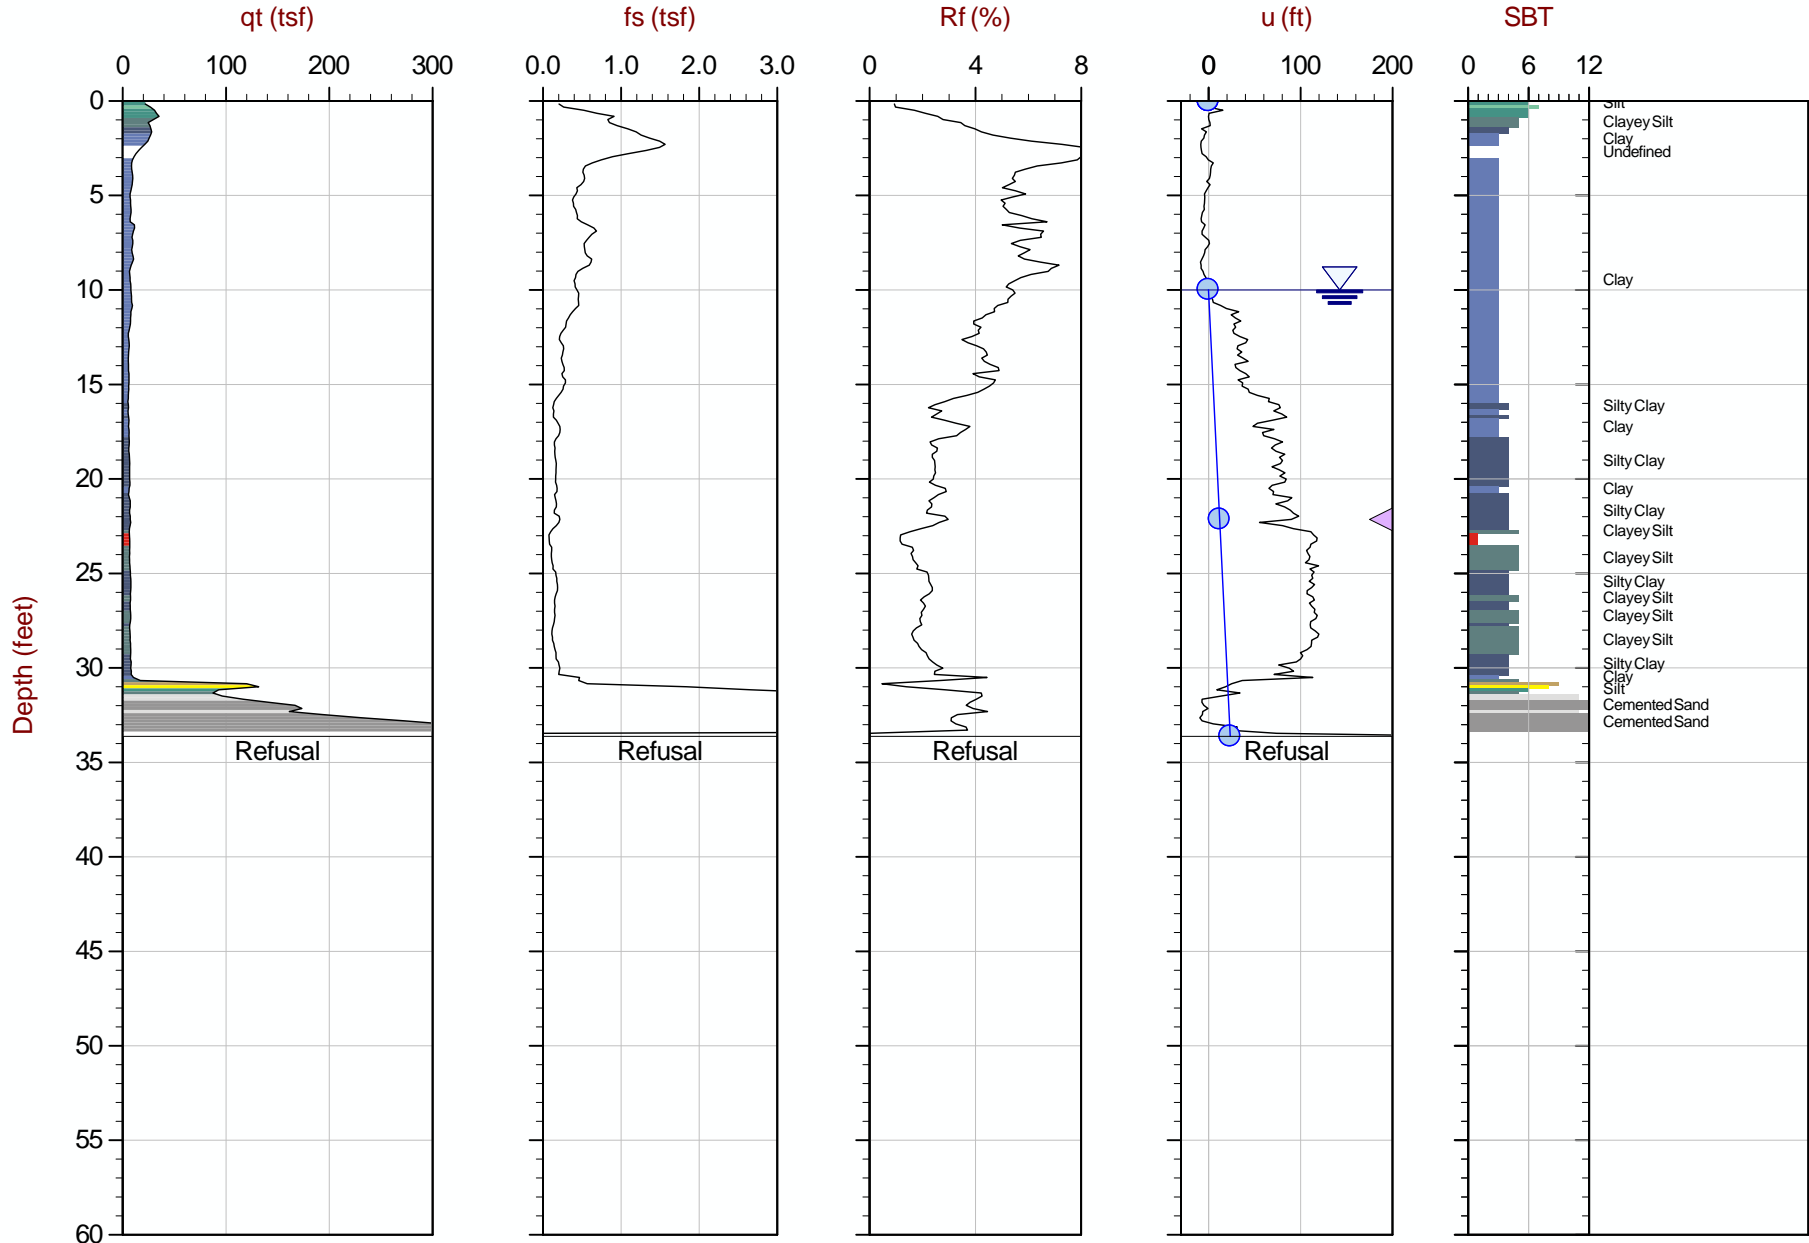 qt (tsf) fs (tsf) Rf (%) u (ft) SBT
0 100 200 300 0.0 1.0 2.0 3.0 0 4 8 0 100 200 0 6 12
0
Silt
Clayey Silt
Clay
Undefined
5
Clay
10
15
Silty Clay
Clay
Silty Clay
20
Clay
Silty Clay
Clayey Silt
Clayey Silt
25
Silty Clay
Clayey Silt
Clayey Silt
Clayey Silt
Silty Clay
30
Clay
Silt
Cemented Sand
Cemented Sand
Depth (feet)
Refusal Refusal Refusal Refusal
35
40
45
50
55
60